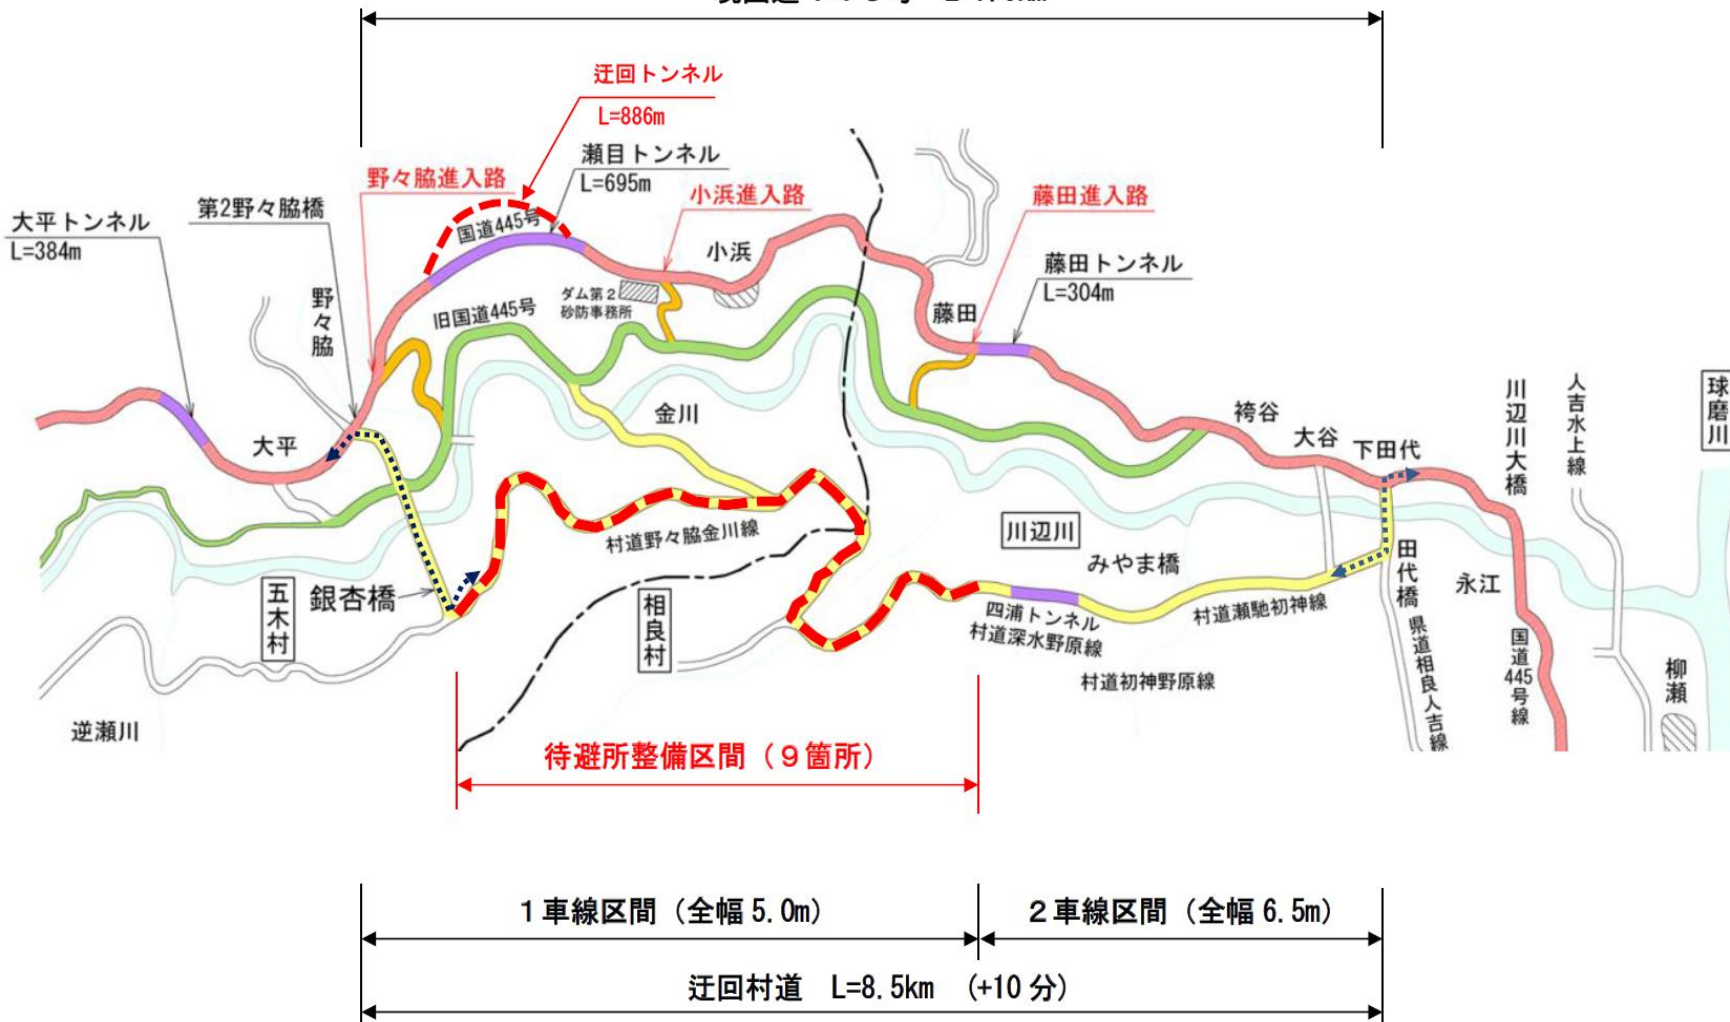 迂回トンネル
L=886m
瀬目トンネル
L=695m
野々脇進入路
小浜進入路
藤田進入路
第2野々脇橋
大平トンネル
L=384m
国道445号
小浜
藤田トンネル
L=304m
ダム第2
砂防事務所
旧国道445号
野々脇
藤田
川辺川大橋
人吉水上線
球磨川
金川
袴谷
大谷
下田代
大平
川辺川
村道野々脇金川線
みやま橋
田代橋
永江
五木村
銀杏橋
相良村
四浦トンネル
村道深水野原線
村道瀬馳初神線
県道相良人吉線
国道445号線
村道初神野原線
柳瀬
逆瀬川
待避所整備区間(9箇所)
1車線区間(全幅5.0m)
2車線区間(全幅6.5m)
迂回村道 L=8.5km (+10分)